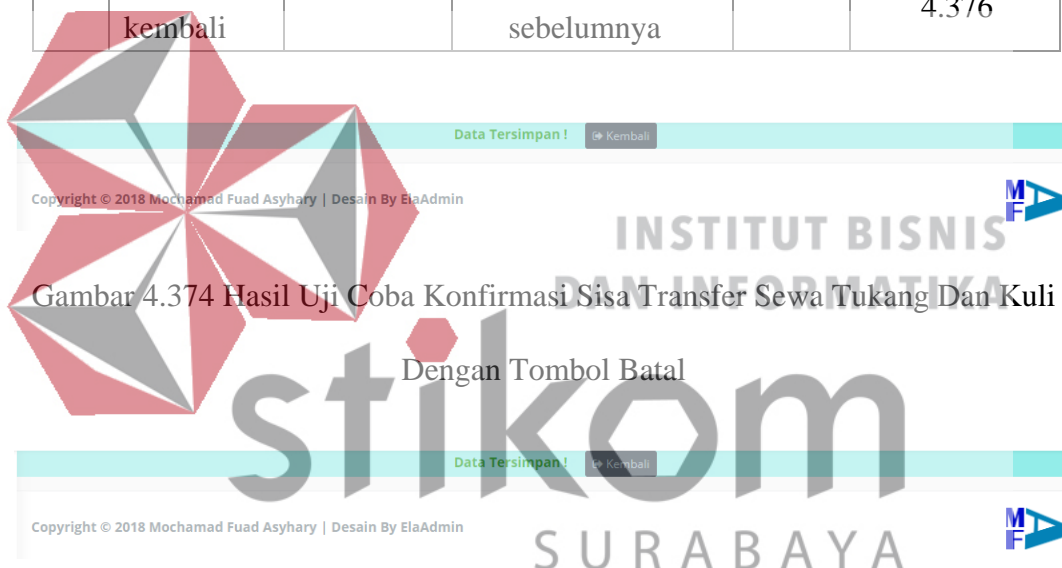 4.376
kembali sebelumnya
Data Tersimpan ! Kembali
Copyright © 2018 Mochamad Fuad Asyhary | Desain By ElaAdmin
MFA
INSTITUT BISNIS
DAN INFORMATIKA
Gambar 4.374 Hasil Uji Coba Konfirmasi Sisa Transfer Sewa Tukang Dan Kuli
Dengan Tombol Batal
stikom
Data Tersimpan ! Kembali
Copyright © 2018 Mochamad Fuad Asyhary | Desain By ElaAdmin
MFA
SURABAYA